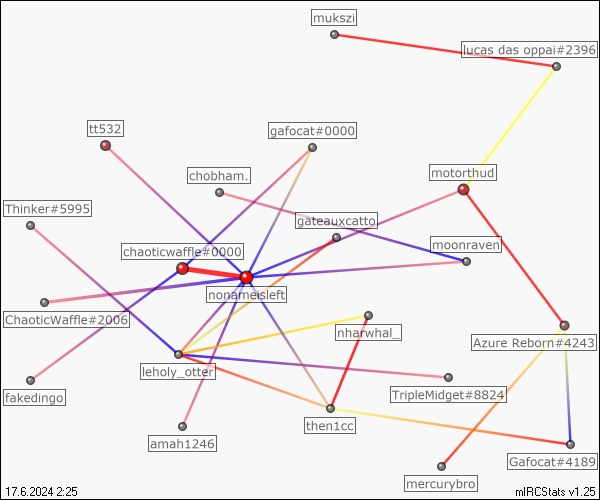 mukszi
lucas das oppai#2396
tt532
gafocat#0000
chobham.
motorthud
Thinker#5995
gateauxcatto
moonraven
chaoticwaffle#0000
nonameisleft
ChaoticWaffle#2006
nharwhal_
Azure Reborn#4243
leholy_otter
fakedingo
TripleMidget#8824
then1cc
amah1246
Gafocat#4189
mercurybro
17.6.2024 2:25
mIRCStats v1.25